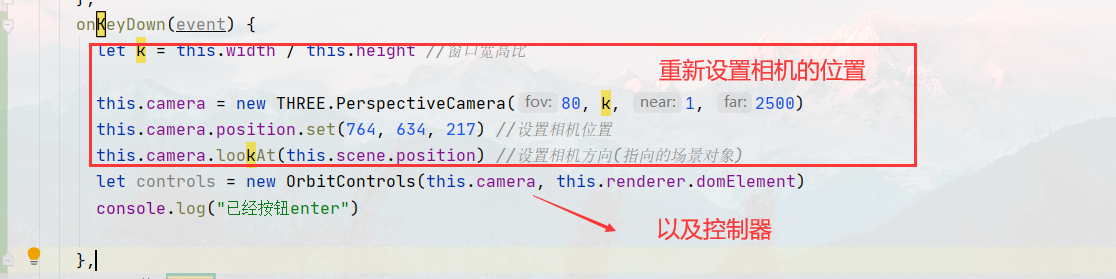 },
onKeyDown(event) {
let k = this.width / this.height //窗口宽高比
重新设置相机的位置
this.camera = new THREE.PerspectiveCamera( fov: 80, k, near: 1, far: 2500)
this.camera.position.set(764, 634, 217) //设置相机位置
this.camera.lookAt(this.scene.position) //设置相机方向(指向的场景对象)
let controls = new OrbitControls(this.camera, this.renderer.domElement)
console.log("已经按钮enter")
以及控制器
},